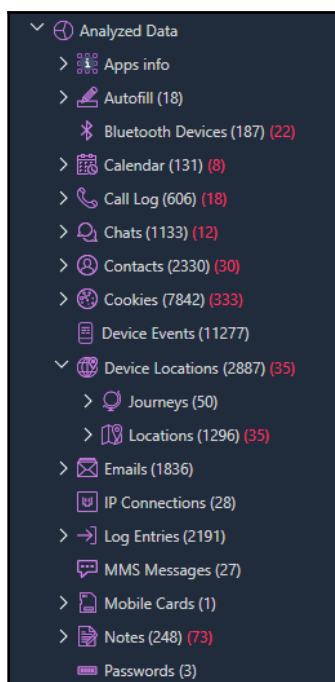 Analyzed Data
Apps info
Autofill (18)
Bluetooth Devices (187) (22)
Calendar (131) (8)
Call Log (606) (18)
Chats (1133) (12)
Contacts (2330) (30)
Cookies (7842) (333)
Device Events (11277)
Device Locations (2887) (35)
Journeys (50)
Locations (1296) (35)
Emails (1836)
IP Connections (28)
Log Entries (2191)
MMS Messages (27)
Mobile Cards (1)
Notes (248) (73)
Passwords (3)